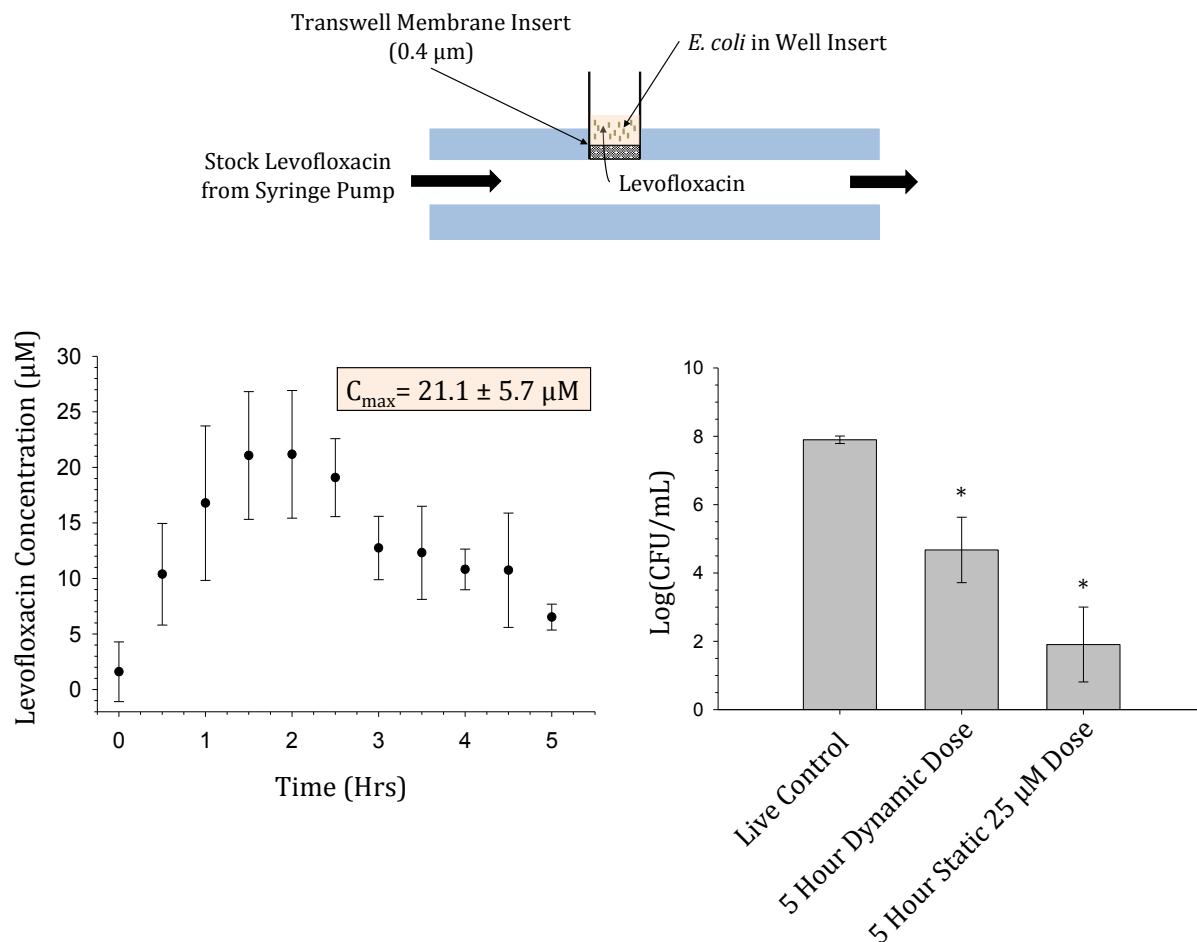 Transwell Membrane Insert
(0.4 µm)
E. coli in Well Insert
Stock Levofloxacin
from Syringe Pump
Levofloxacin
Levofloxacin Concentration (µM)
30
25
20
15
10
5
0
Cmax= 21.1 ± 5.7 µM
0 1 2 3 4 5
Time (Hrs)
Log(CFU/mL)
10
8
6
4
2
0
*
*
Live Control
5 Hour Dynamic Dose
5 Hour Static 25 µM Dose